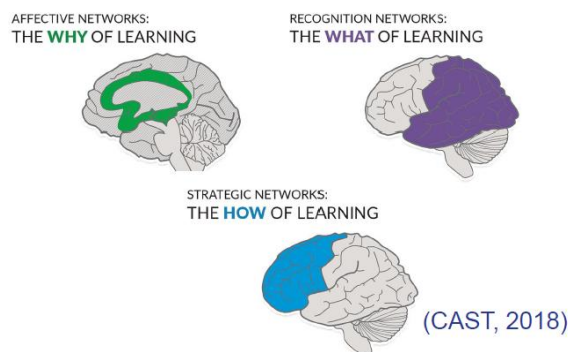 AFFECTIVE NETWORKS:
THE WHY OF LEARNING
RECOGNITION NETWORKS:
THE WHAT OF LEARNING
STRATEGIC NETWORKS:
THE HOW OF LEARNING
(CAST, 2018)